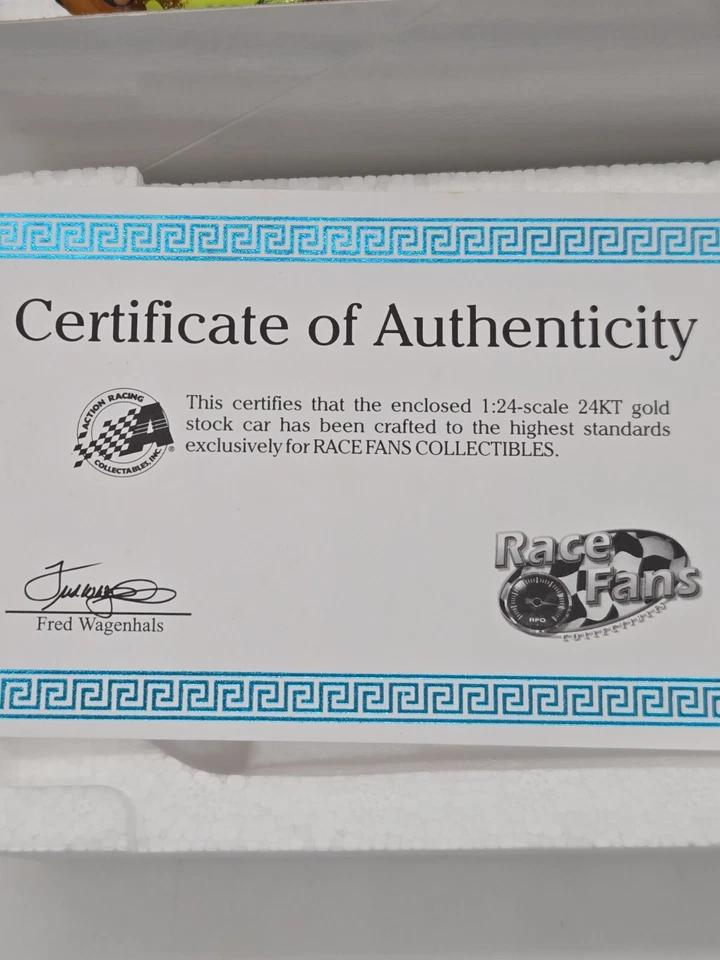 Certificate of Authenticity
ACTION RACING
A
COLLECTABLES, INC.
®
This certifies that the enclosed 1:24-scale 24KT gold
stock car has been crafted to the highest standards
exclusively for RACE FANS COLLECTIBLES.
Race
Fans
Fred Wagenhals